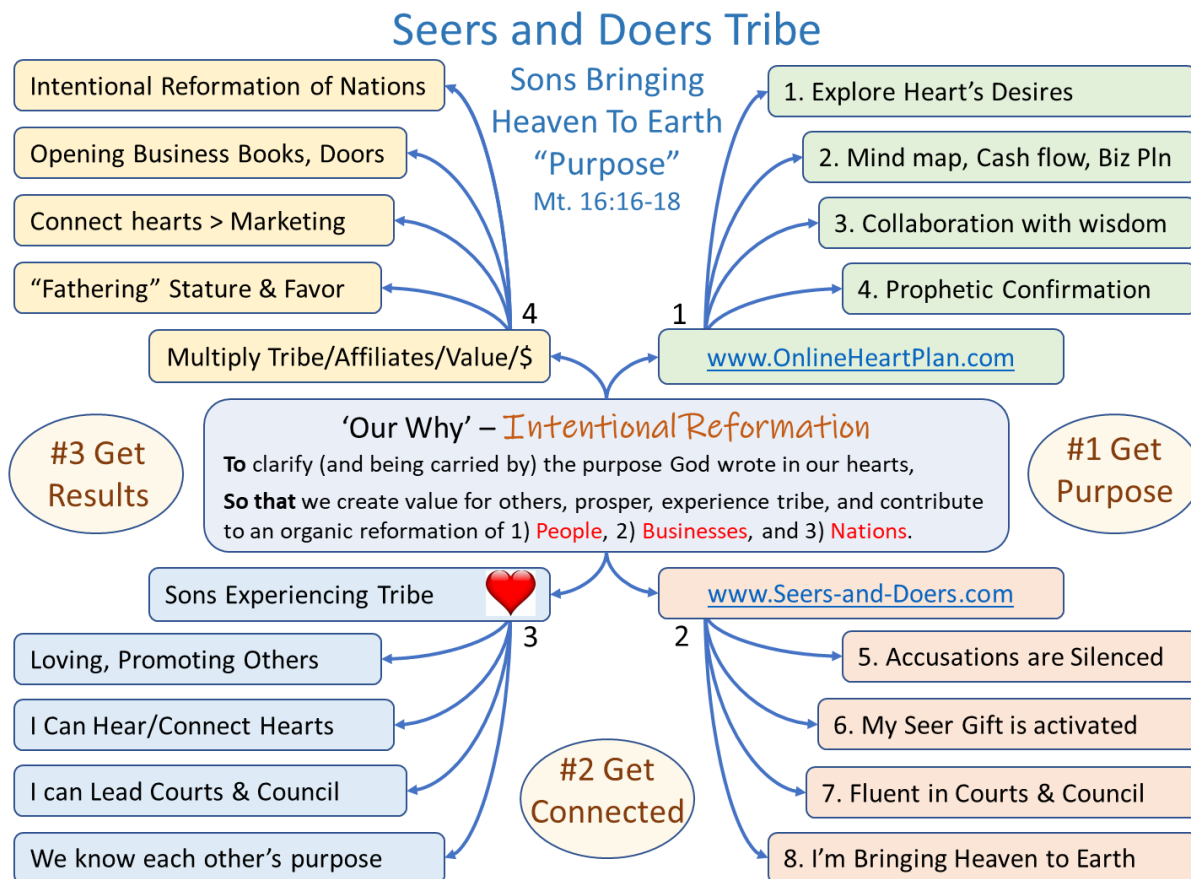 Seers and Doers Tribe
Sons Bringing
Heaven To Earth
“Purpose”
Mt. 16:16-18
Intentional Reformation of Nations
Opening Business Books, Doors
Connect hearts > Marketing
“Fathering” Stature & Favor
4
Multiply Tribe/Affiliates/Value/$
1. Explore Heart’s Desires
2. Mind map, Cash flow, Biz Pln
3. Collaboration with wisdom
4. Prophetic Confirmation
1
www.OnlineHeartPlan.com
#3 Get
Results
‘Our Why’ – Intentional Reformation
To clarify (and being carried by) the purpose God wrote in our hearts,
So that we create value for others, prosper, experience tribe, and contribute
to an organic reformation of 1) People, 2) Businesses, and 3) Nations.
#1 Get
Purpose
Sons Experiencing Tribe
3
Loving, Promoting Others
I Can Hear/Connect Hearts
I can Lead Courts & Council
We know each other’s purpose
#2 Get
Connected
www.Seers-and-Doers.com
2
5. Accusations are Silenced
6. My Seer Gift is activated
7. Fluent in Courts & Council
8. I’m Bringing Heaven to Earth